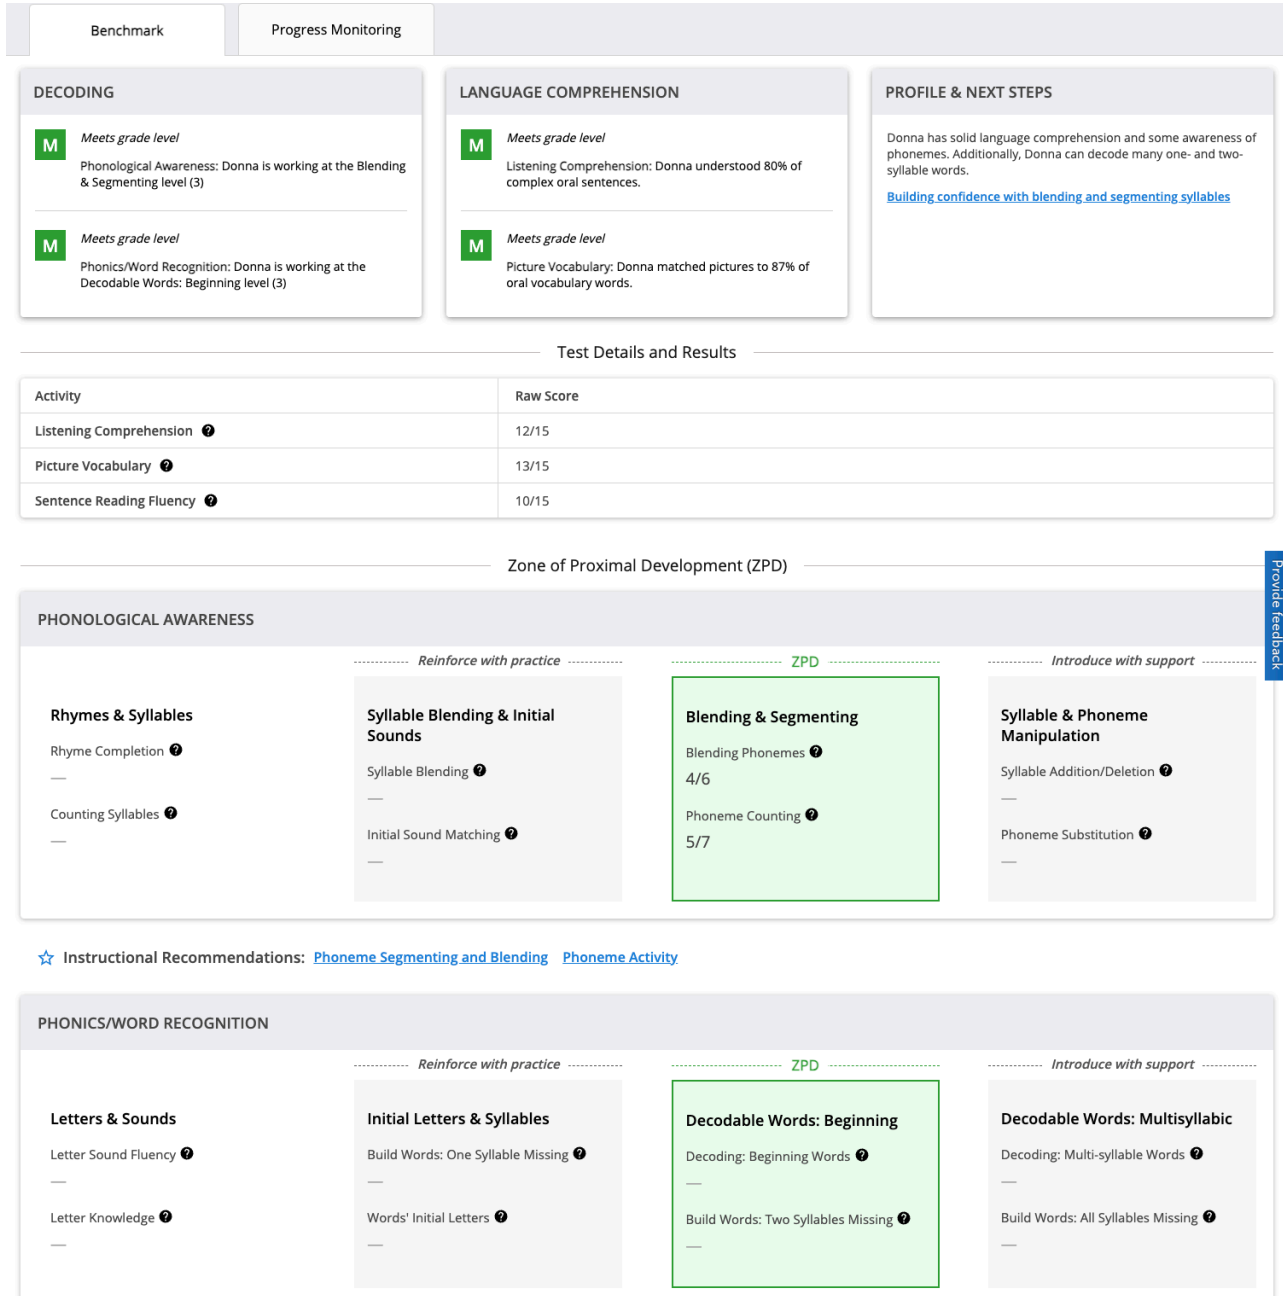 Benchmark
Progress Monitoring
DECODING
M
Meets grade level
Phonological Awareness: Donna is working at the Blending
& Segmenting level (3)
M
Meets grade level
Phonics/Word Recognition: Donna is working at the
Decodable Words: Beginning level (3)
LANGUAGE COMPREHENSION
M
Meets grade level
Listening Comprehension: Donna understood 80% of
complex oral sentences.
M
Meets grade level
Picture Vocabulary: Donna matched pictures to 87% of
oral vocabulary words.
PROFILE & NEXT STEPS
Donna has solid language comprehension and some awareness of
phonemes. Additionally, Donna can decode many one- and two-
syllable words.
Building confidence with blending and segmenting syllables
Test Details and Results
Activity
Raw Score
Listening Comprehension ?
12/15
Picture Vocabulary ?
13/15
Sentence Reading Fluency ?
10/15
Zone of Proximal Development (ZPD)
Provide feedback
PHONOLOGICAL AWARENESS
Rhymes & Syllables
Rhyme Completion ?
—
Counting Syllables ?
—
Reinforce with practice
Syllable Blending & Initial
Sounds
Syllable Blending ?
—
Initial Sound Matching ?
—
ZPD
Blending & Segmenting
Blending Phonemes ?
4/6
Phoneme Counting ?
5/7
Introduce with support
Syllable & Phoneme
Manipulation
Syllable Addition/Deletion ?
—
Phoneme Substitution ?
—
Instructional Recommendations: Phoneme Segmenting and Blending Phoneme Activity
PHONICS/WORD RECOGNITION
Letters & Sounds
Letter Sound Fluency ?
—
Letter Knowledge ?
—
Reinforce with practice
Initial Letters & Syllables
Build Words: One Syllable Missing ?
—
Words' Initial Letters ?
—
ZPD
Decodable Words: Beginning
Decoding: Beginning Words ?
—
Build Words: Two Syllables Missing ?
—
Introduce with support
Decodable Words: Multisyllabic
Decoding: Multi-syllable Words ?
—
Build Words: All Syllables Missing ?
—